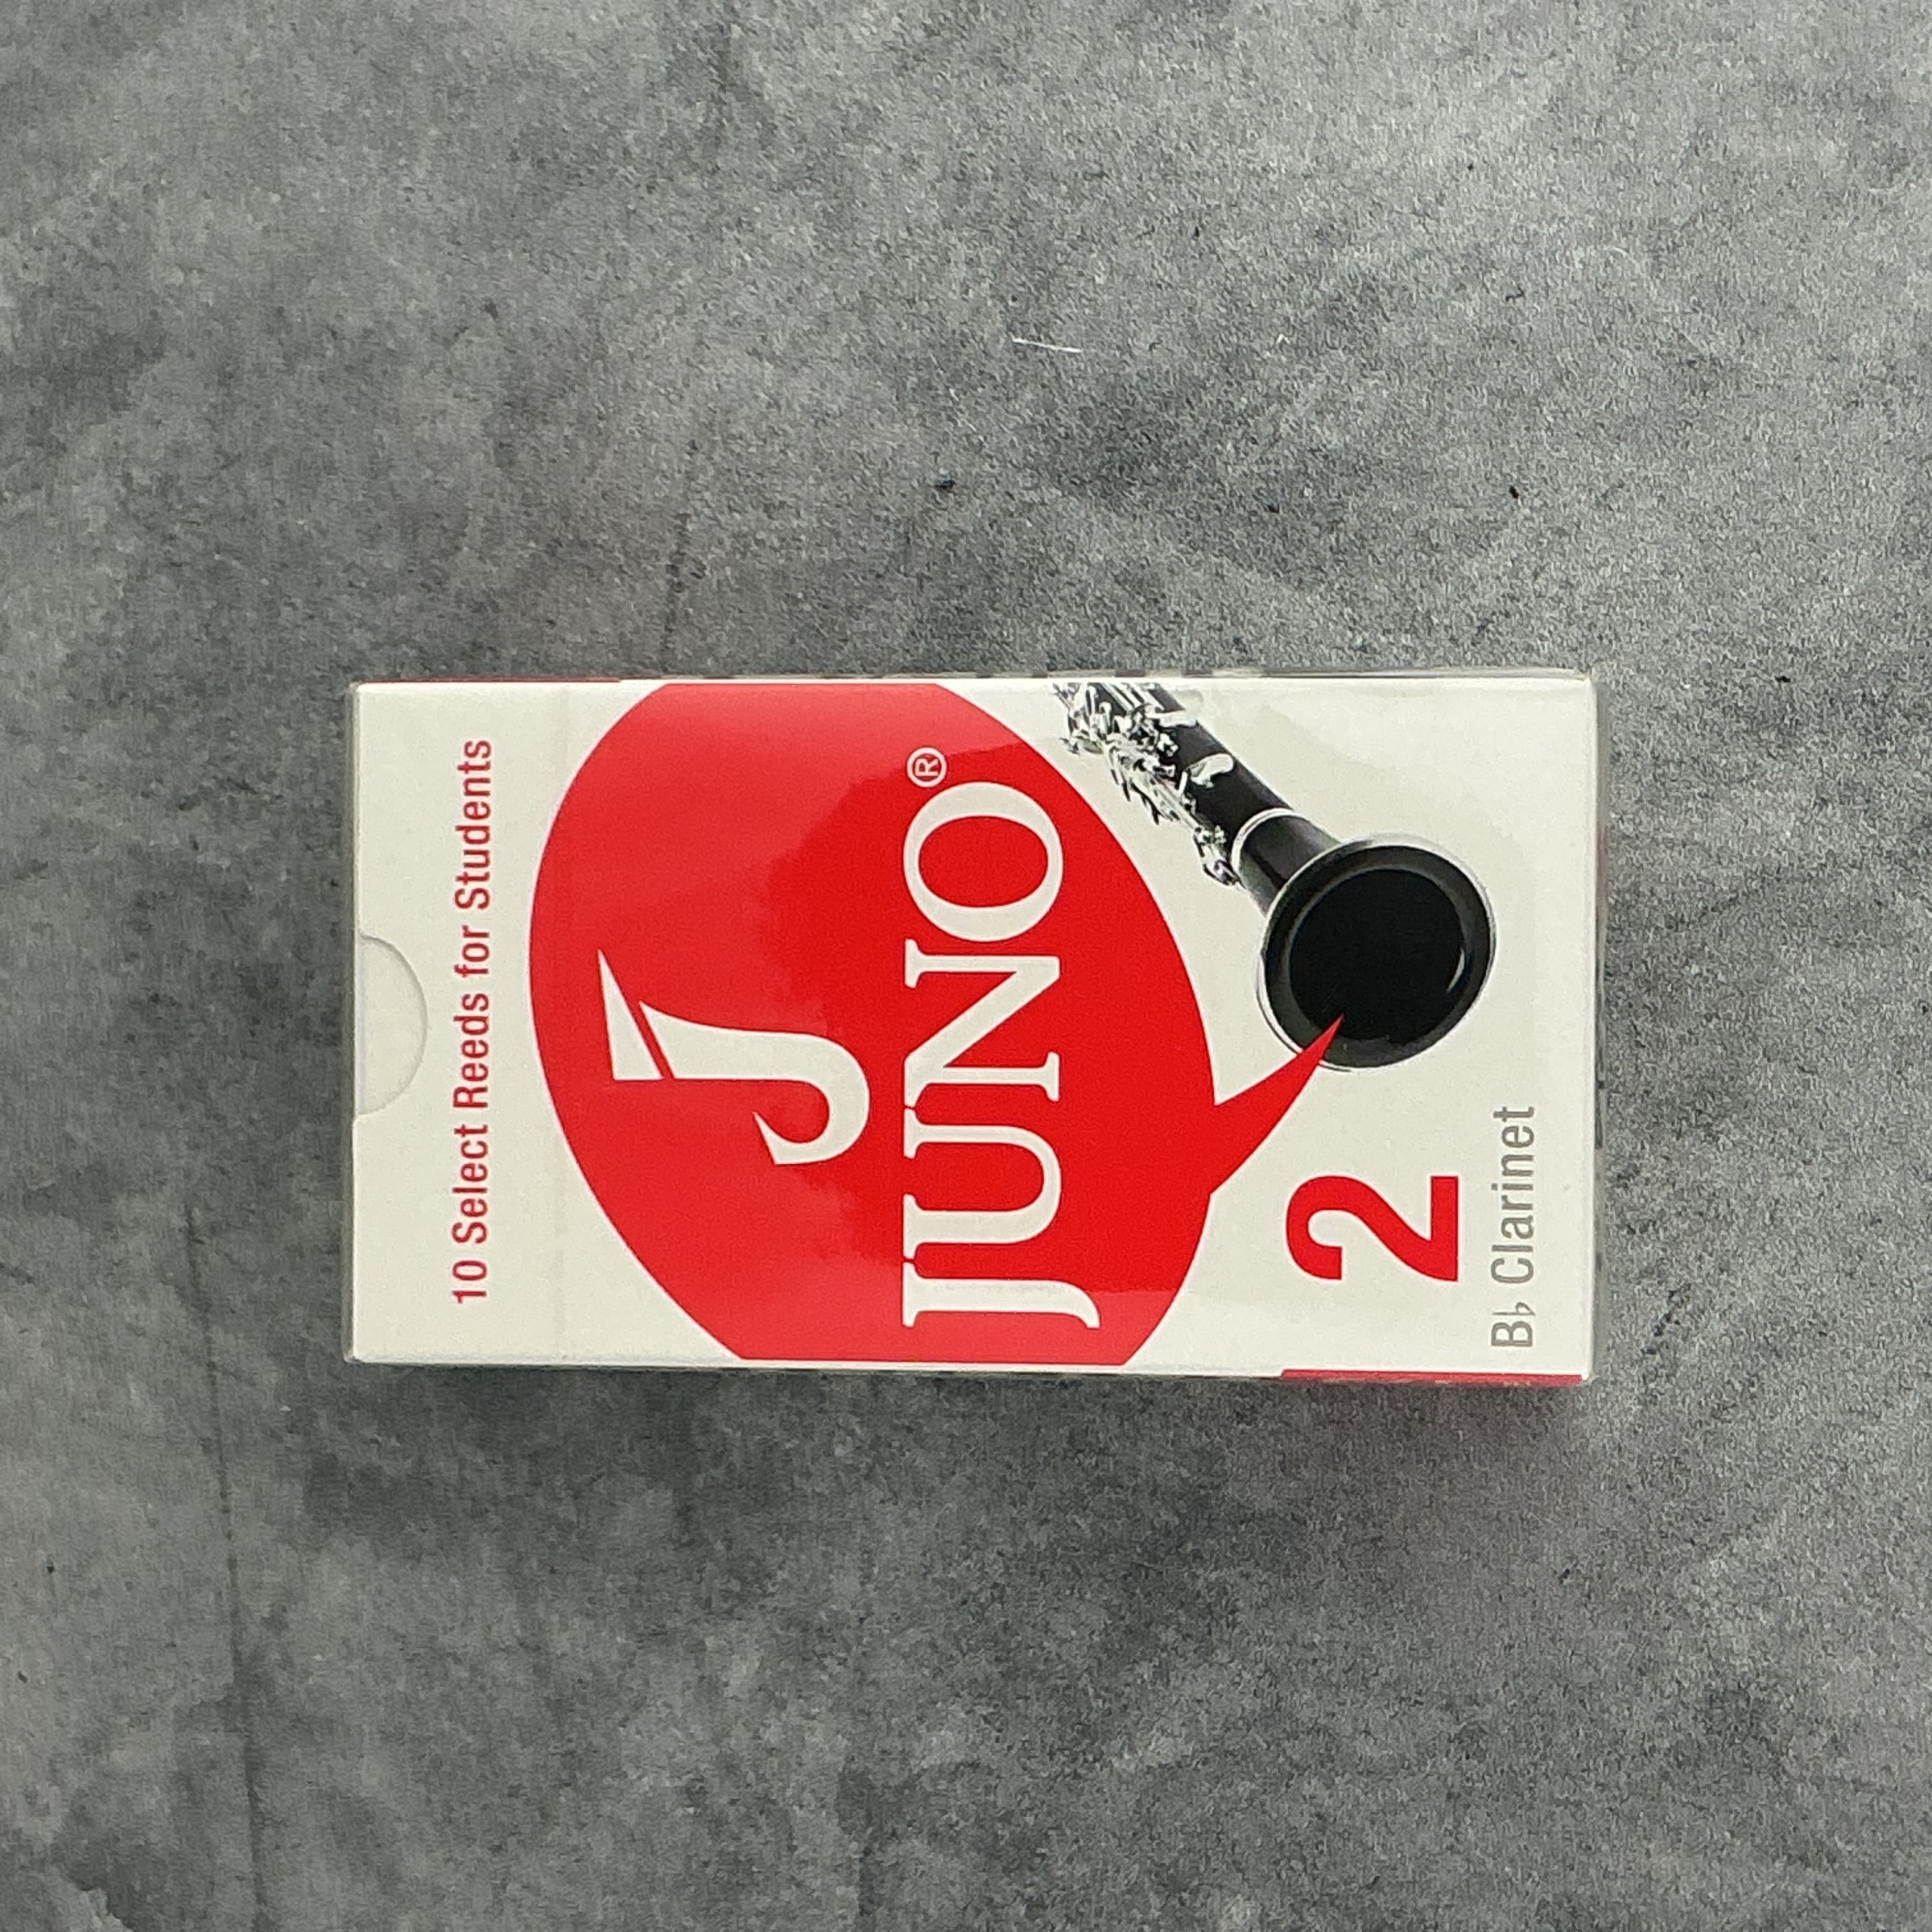 10 Select Reeds for Students
J
JUNO®
2
B♭ Clarinet